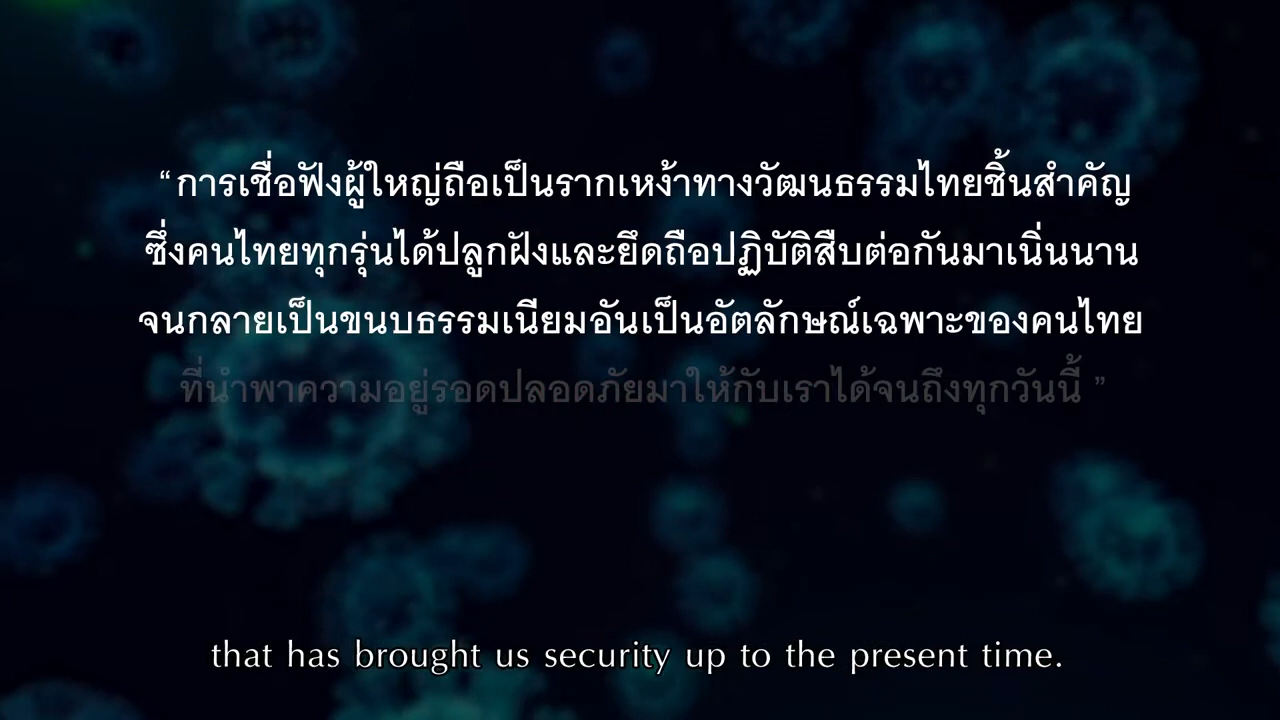 “ การเชื่อฟังผู้ใหญ่ถือเป็นรากเหง้าทางวัฒนธรรมไทยชิ้นสำคัญ
ซึ่งคนไทยทุกรุ่นได้ปลูกฝังและยึดถือปฏิบัติสืบต่อกันมาเนิ่นนาน
จนกลายเป็นขนบธรรมเนียมอันเป็นอัตลักษณ์เฉพาะของคนไทย
ที่นำพาความอยู่รอดปลอดภัยมาให้กับเราได้จนถึงทุกวันนี้ ”
that has brought us security up to the present time.